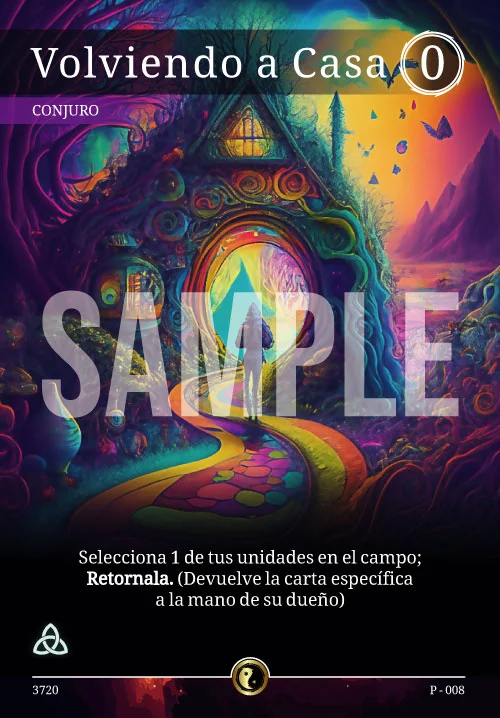 Volviendo a Casa 0
CONJURO
SAMPLE
Selecciona 1 de tus unidades en el campo;
Retornala. (Devuelve la carta específica
a la mano de su dueño)
3720
P - 008